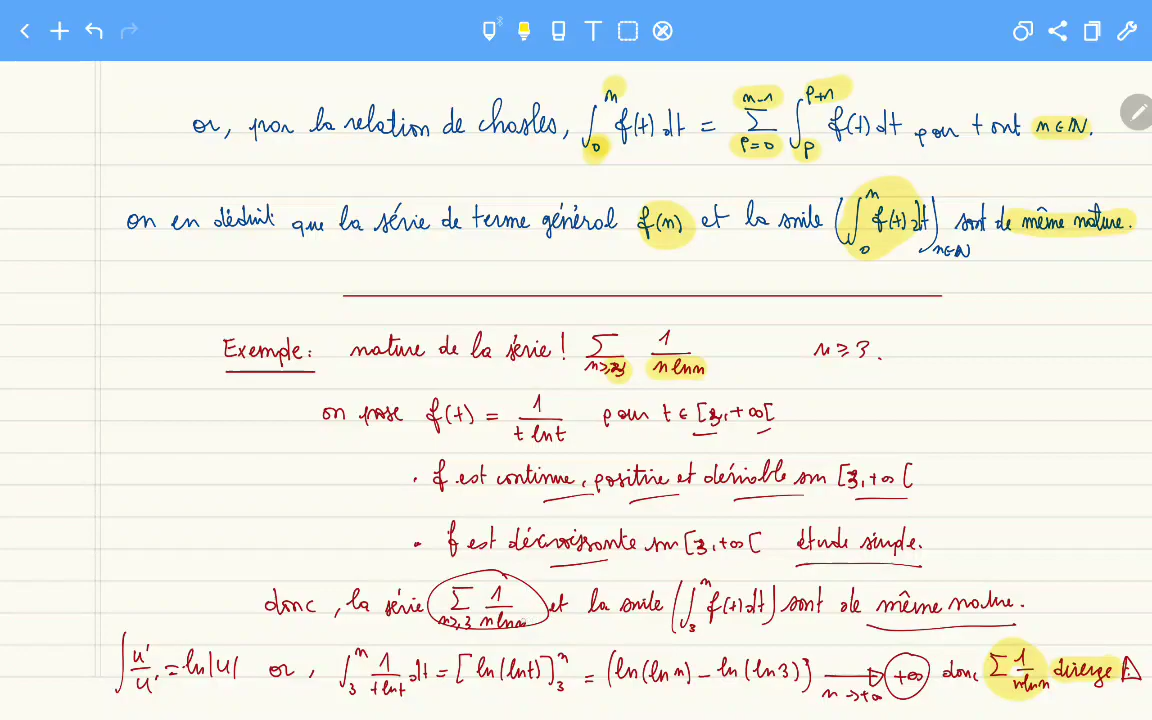 or, par la relation de chasles, ∫₀ⁿ f(t) dt = ∑_{p=0}^{n-1} ∫_p^{p+1} f(t) dt pour tout n ∈ ℕ.
on en déduit que la série de terme général f(n) et la suite (∫₀ⁿ f(t) dt)_{n∈ℕ} sont de même nature.
Exemple: nature de la série ! ∑_{n≥3} 1/(n ln n) n ≥ 3.
on pose f(t) = 1/(t ln t) pour t ∈ [3, +∞[
. f est continue, positive et dérivable sur [3, +∞[
. f est décroissante sur [3, +∞[ étude simple.
donc, la série ∑_{n≥3} 1/(n ln n) et la suite (∫₃ⁿ f(t) dt) sont de même nature.
∫ u'/u = ln|u| or, ∫₃ⁿ 1/(t ln t) dt = [ln(ln t)]₃ⁿ = (ln(ln n) - ln(ln 3)) ⟶_{n→+∞} +∞ donc ∑ 1/(n ln n) diverge